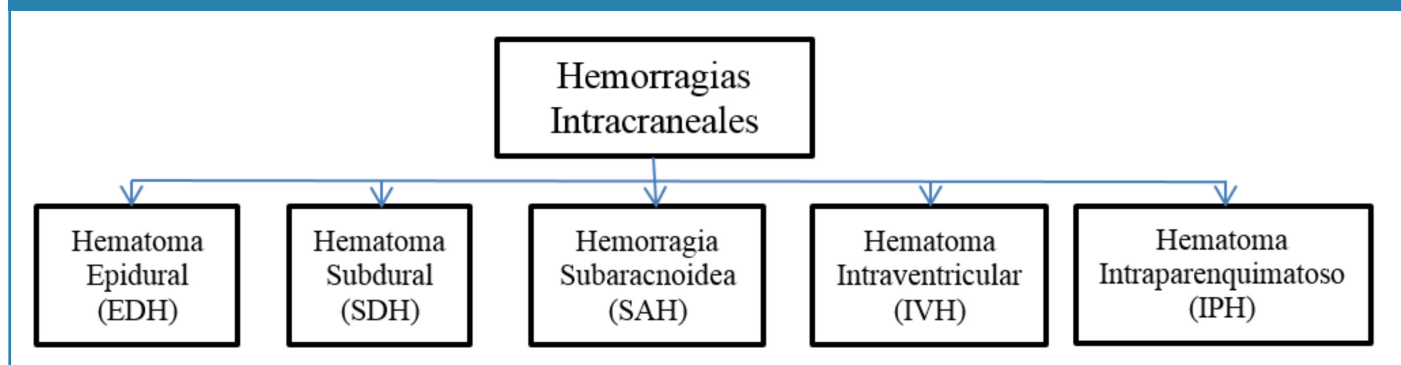 Hemorragias
Intracraneales
Hematoma
Epidural
(EDH)
Hematoma
Subdural
(SDH)
Hemorragia
Subaracnoidea
(SAH)
Hematoma
Intraventricular
(IVH)
Hematoma
Intraparenquimatoso
(IPH)